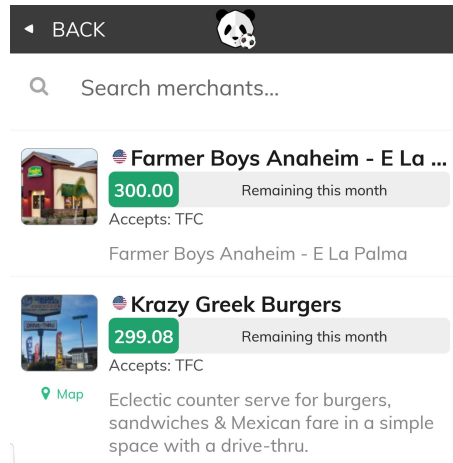 BACK
Search merchants...
Farmer Boys Anaheim - E La ...
300.00 Remaining this month
Accepts: TFC
Farmer Boys Anaheim - E La Palma
Krazy Greek Burgers
299.08 Remaining this month
Accepts: TFC
Map
Eclectic counter serve for burgers,
sandwiches & Mexican fare in a simple
space with a drive-thru.